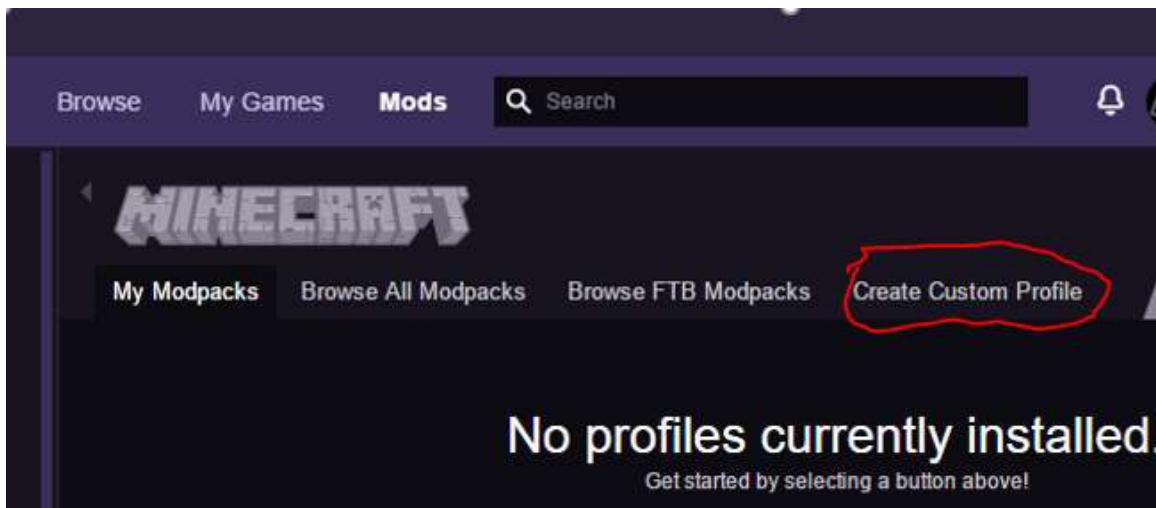 Browse My Games Mods Search
MINECRAFT
My Modpacks Browse All Modpacks Browse FTB Modpacks Create Custom Profile
No profiles currently installed.
Get started by selecting a button above!